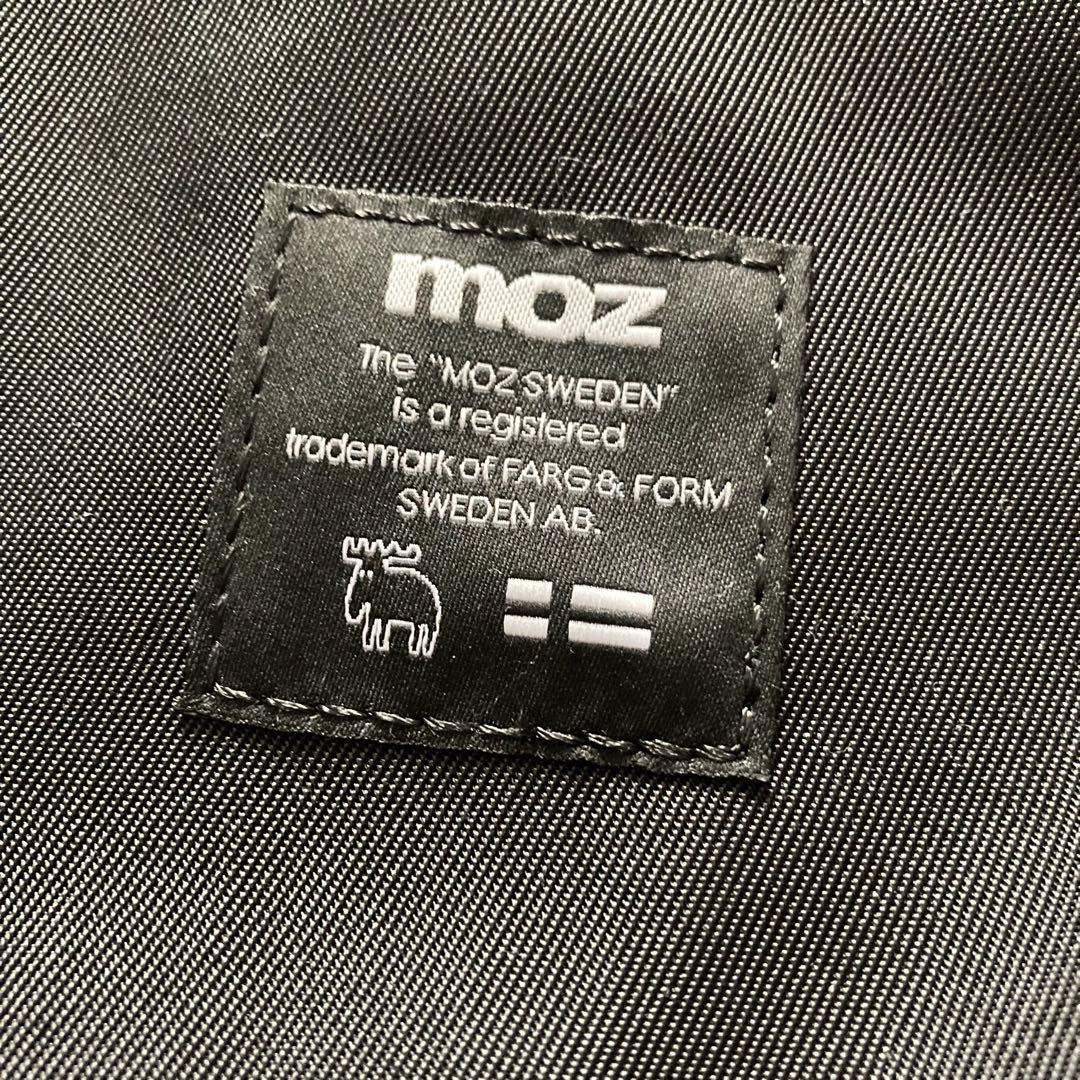 moz
The "MOZ SWEDEN"
is a registered
trademark of FARG & FORM
SWEDEN AB.